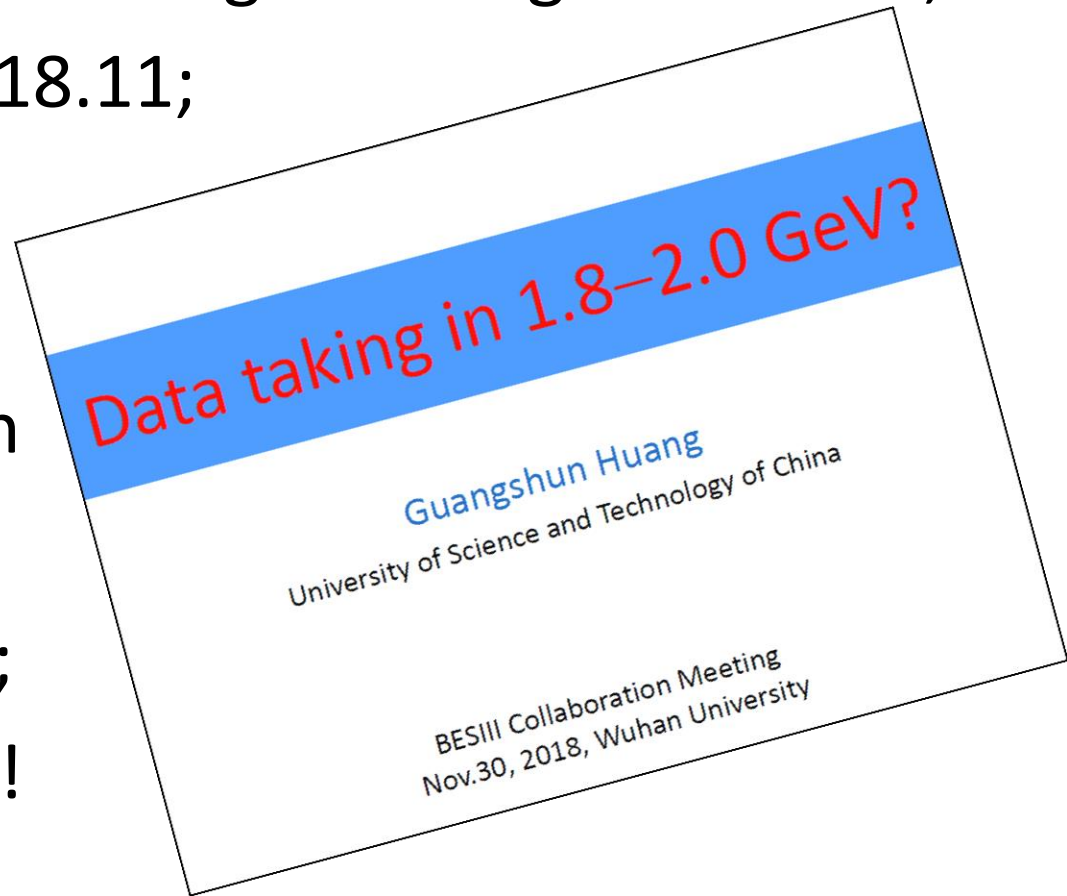 18.11;
Data taking in 1.8–2.0 GeV?
Guangshun Huang
University of Science and Technology of China
;
BESIII Collaboration Meeting
Nov.30, 2018, Wuhan University
!